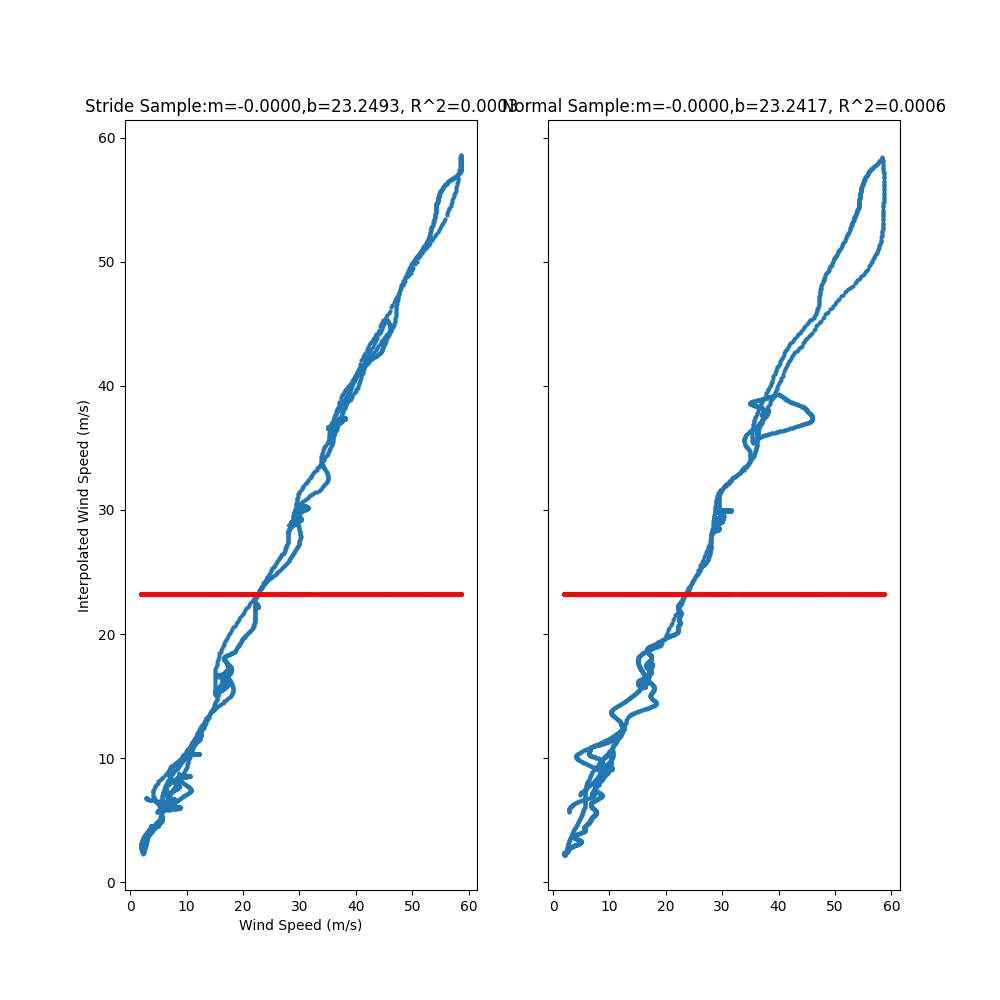 Stride Sample:m=-0.0000,b=23.2493, R^2=0.0003
Normal Sample:m=-0.0000,b=23.2417, R^2=0.0006
60
50
40
30
20
10
0
Interpolated Wind Speed (m/s)
0 10 20 30 40 50 60
0 10 20 30 40 50 60
Wind Speed (m/s)